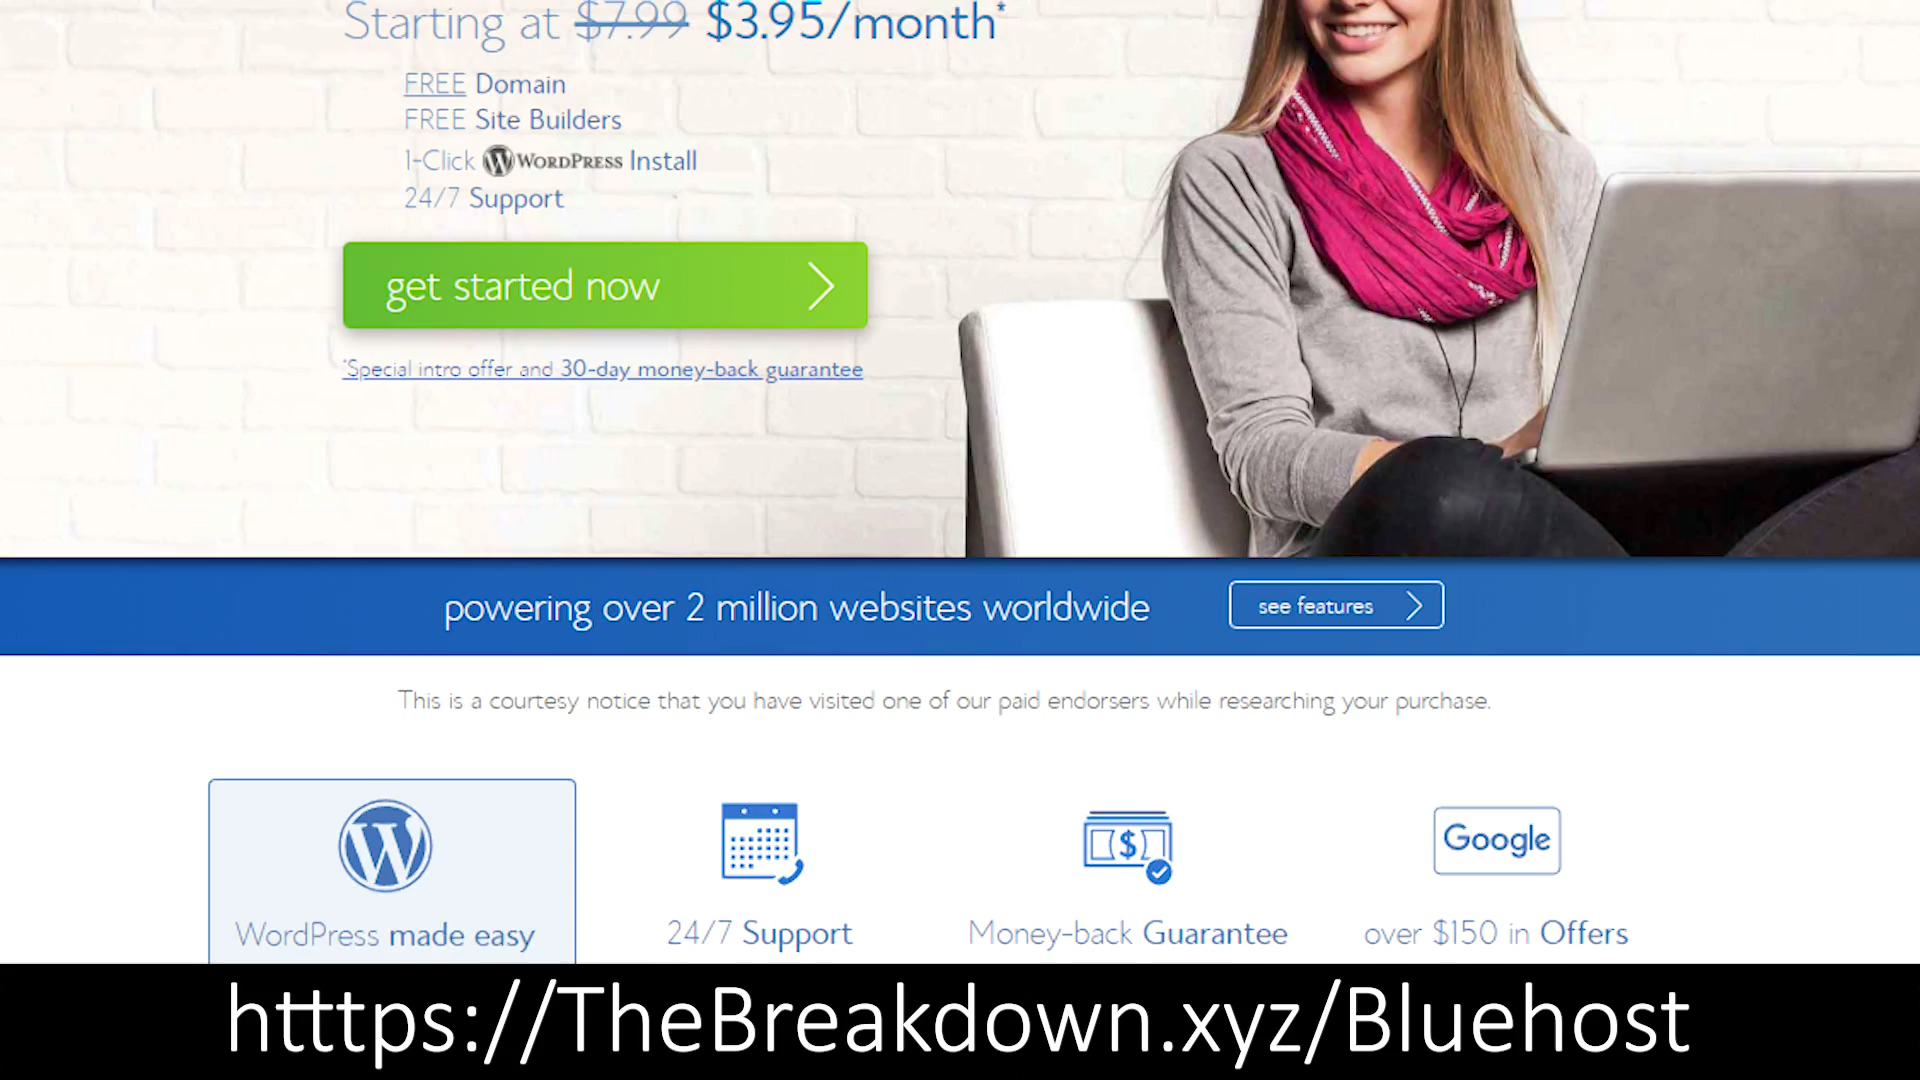 Starting at $7.99 $3.95/month*
FREE Domain
FREE Site Builders
1-Click WORDPRESS Install
24/7 Support
get started now
*Special intro offer and 30-day money-back guarantee
powering over 2 million websites worldwide
see features
This is a courtesy notice that you have visited one of our paid endorsers while researching your purchase.
Google
WordPress made easy
24/7 Support
Money-back Guarantee
over $150 in Offers
htttps://TheBreakdown.xyz/Bluehost